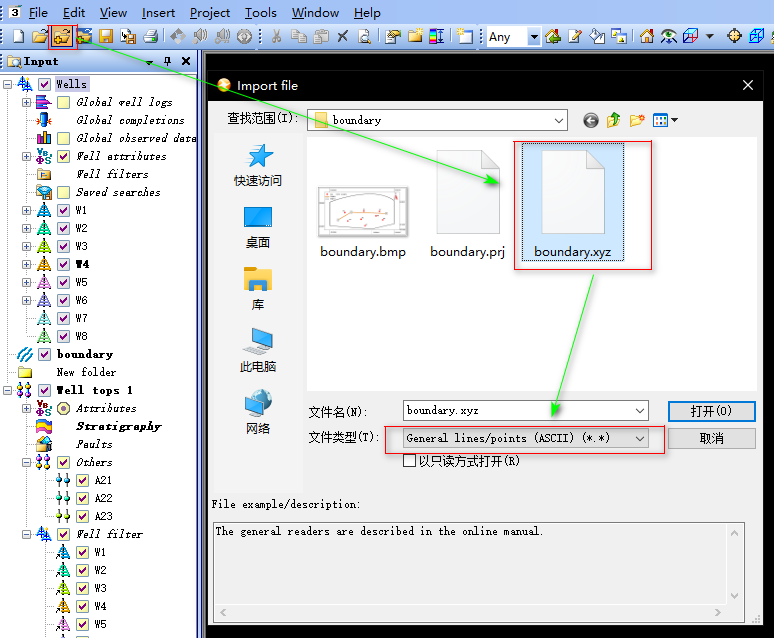 3 File Edit View Insert Project Tools Window Help
Any
Input
Wells
Global well logs
Global completions
Global observed data
Well attributes
Well filters
Saved searches
W1
W2
W3
W4
W5
W6
W7
W8
boundary
New folder
Well tops 1
Attributes
Stratigraphy
Faults
Others
A21
A22
A23
Well filter
W1
W2
W3
W4
W5
Import file
查找范围(I):
boundary
快速访问
桌面
库
此电脑
网络
boundary.bmp
boundary.prj
boundary.xyz
文件名(N):
boundary.xyz
打开(O)
文件类型(T):
General lines/points (ASCII) (*.*)
取消
以只读方式打开(R)
File example/description:
The general readers are described in the online manual.